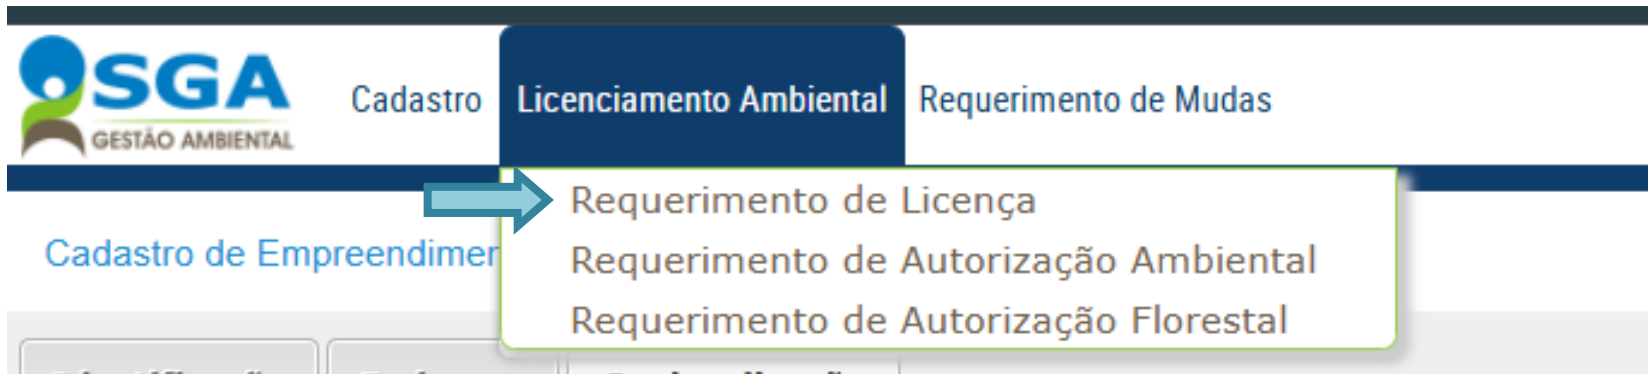 SGA
GESTÃO AMBIENTAL
Cadastro
Licenciamento Ambiental
Requerimento de Mudas
Requerimento de Licença
Requerimento de Autorização Ambiental
Requerimento de Autorização Florestal
Cadastro de Empreendimen